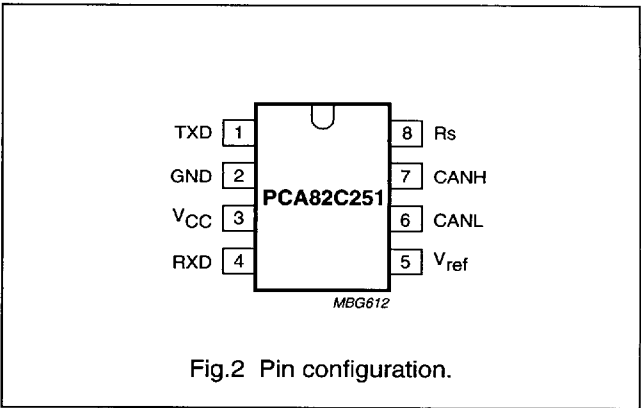 TXD 1 8 Rs
GND 2 7 CANH
PCA82C251
VCC 3 6 CANL
RXD 4 5 Vref
MBG612
Fig.2 Pin configuration.